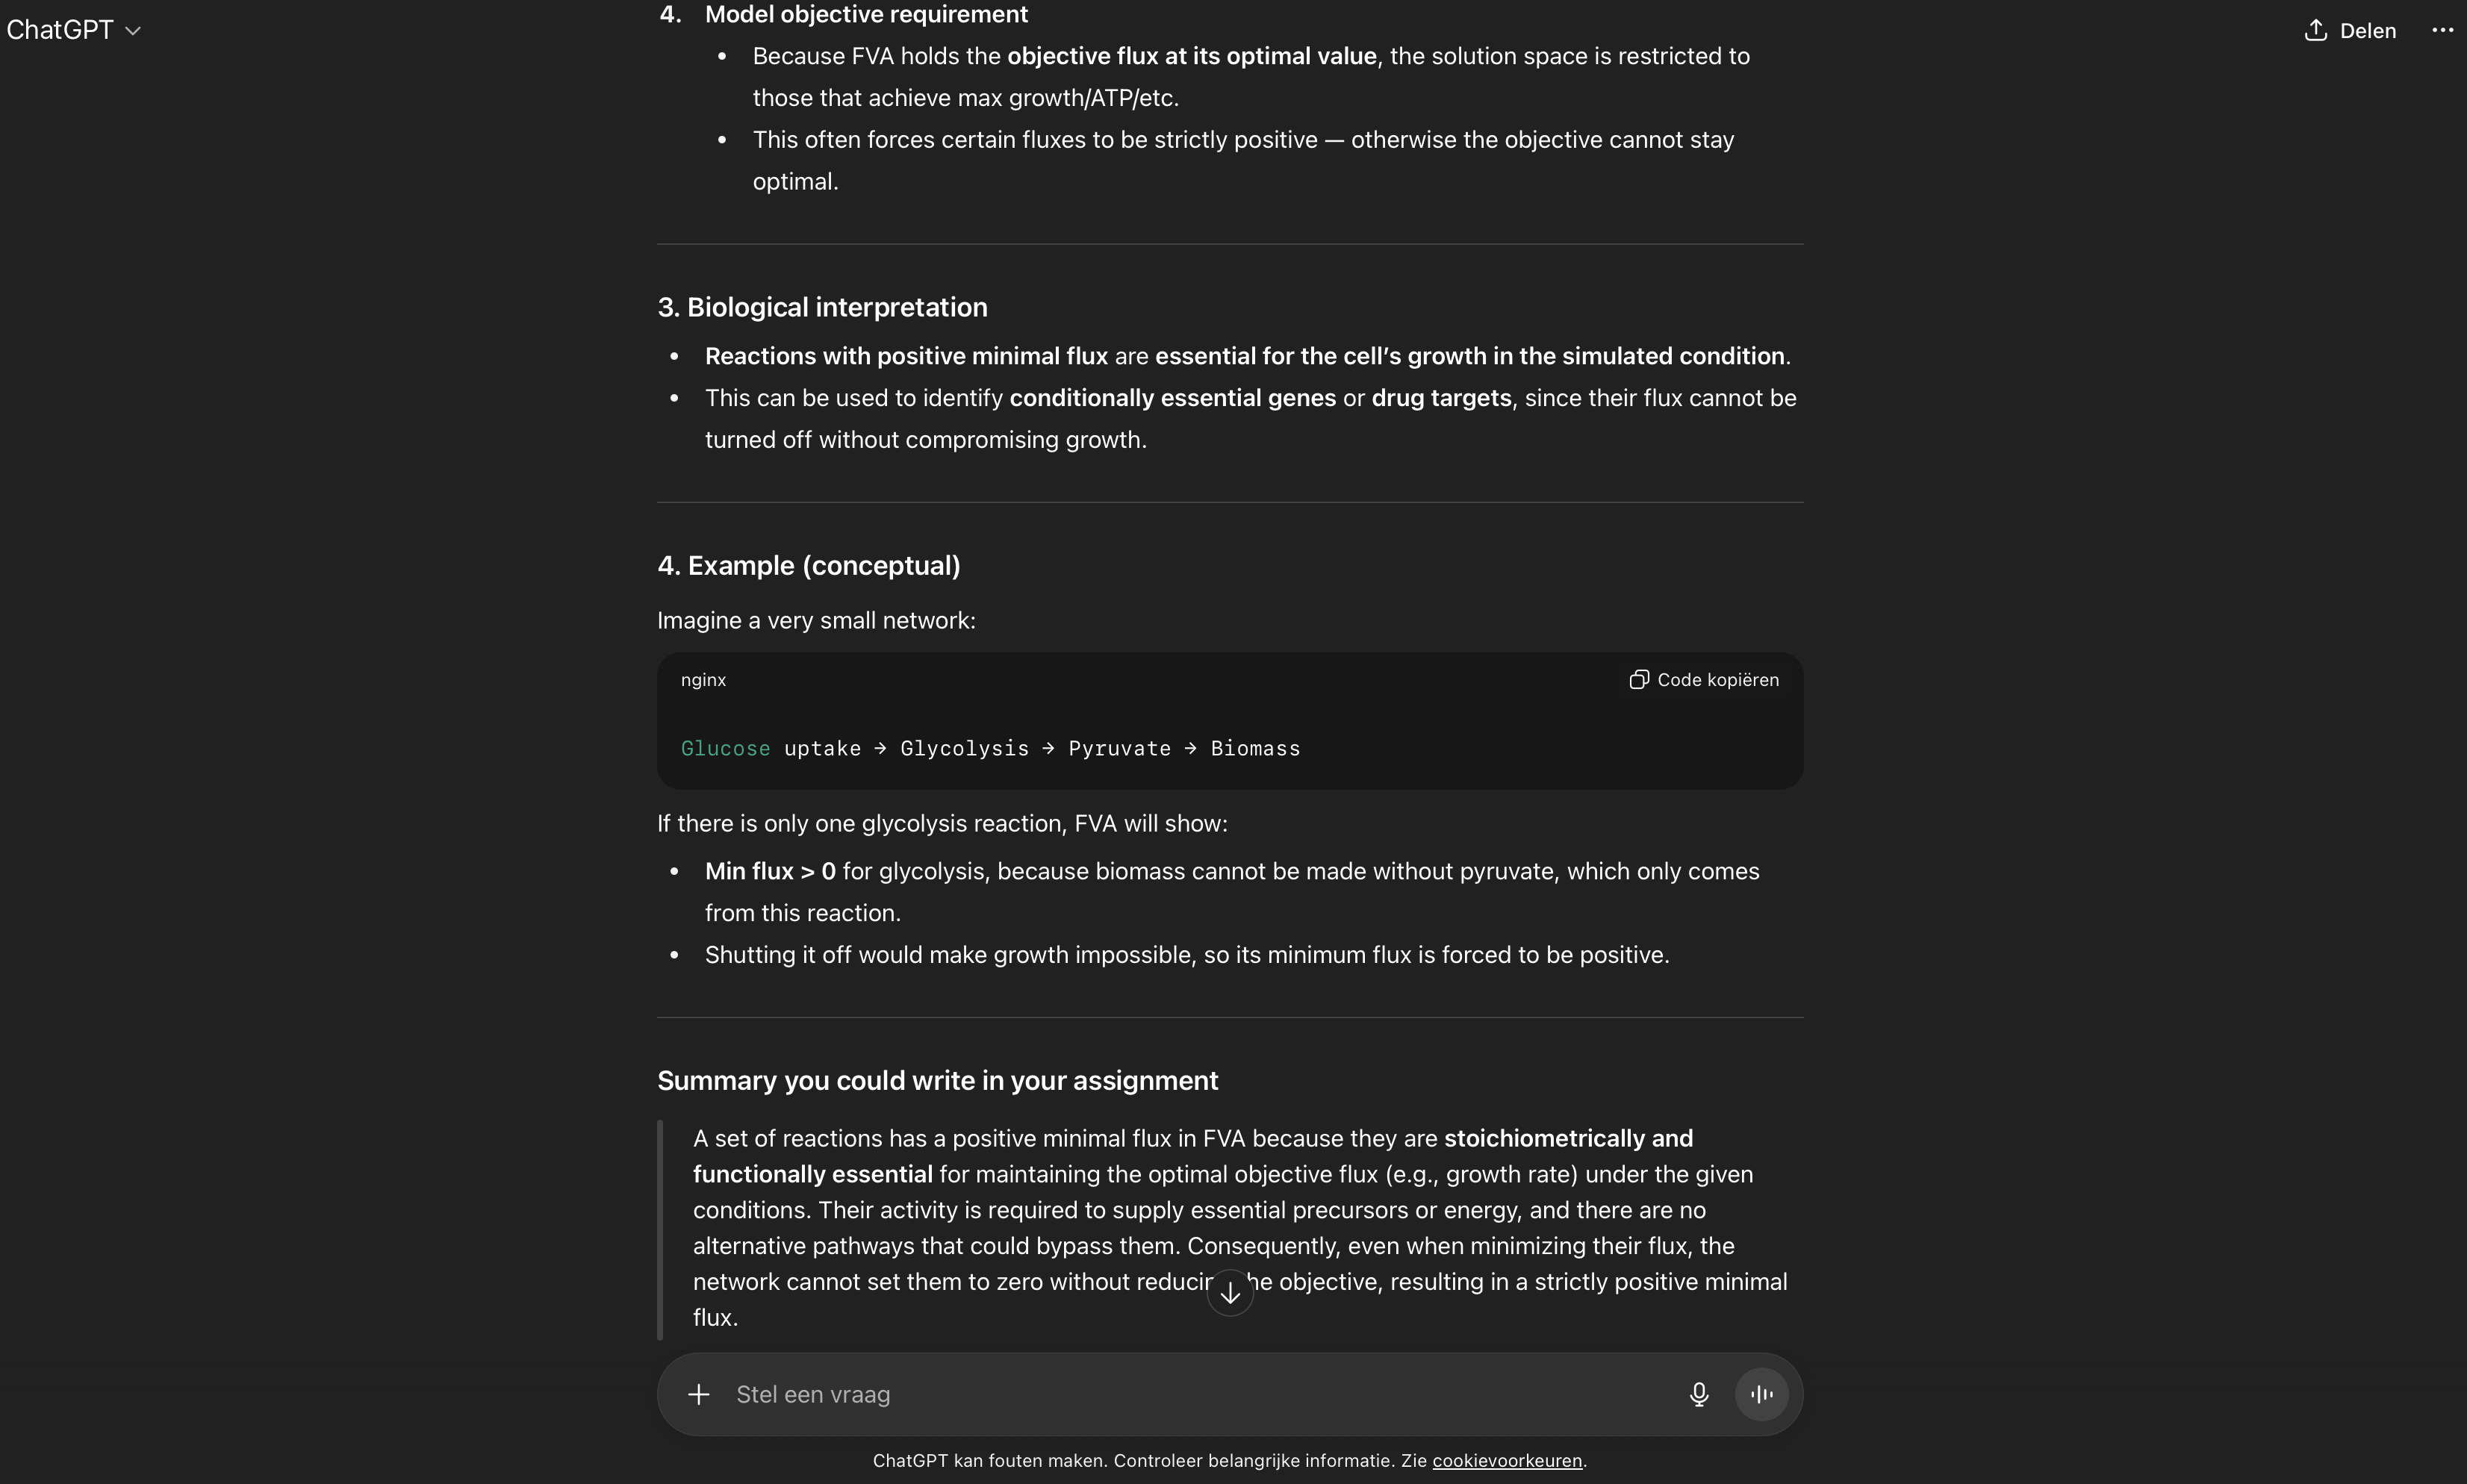 ChatGPT
Delen
4. Model objective requirement
• Because FVA holds the objective flux at its optimal value, the solution space is restricted to
those that achieve max growth/ATP/etc.
• This often forces certain fluxes to be strictly positive — otherwise the objective cannot stay
optimal.
3. Biological interpretation
• Reactions with positive minimal flux are essential for the cell’s growth in the simulated condition.
• This can be used to identify conditionally essential genes or drug targets, since their flux cannot be
turned off without compromising growth.
4. Example (conceptual)
Imagine a very small network:
nginx
Code kopiëren
Glucose uptake → Glycolysis → Pyruvate → Biomass
If there is only one glycolysis reaction, FVA will show:
• Min flux > 0 for glycolysis, because biomass cannot be made without pyruvate, which only comes
from this reaction.
• Shutting it off would make growth impossible, so its minimum flux is forced to be positive.
Summary you could write in your assignment
A set of reactions has a positive minimal flux in FVA because they are stoichiometrically and
functionally essential for maintaining the optimal objective flux (e.g., growth rate) under the given
conditions. Their activity is required to supply essential precursors or energy, and there are no
alternative pathways that could bypass them. Consequently, even when minimizing their flux, the
network cannot set them to zero without objective, resulting in a strictly positive minimal
flux.
Stel een vraag
ChatGPT kan fouten maken. Controleer belangrijke informatie. Zie cookievoorkeuren.